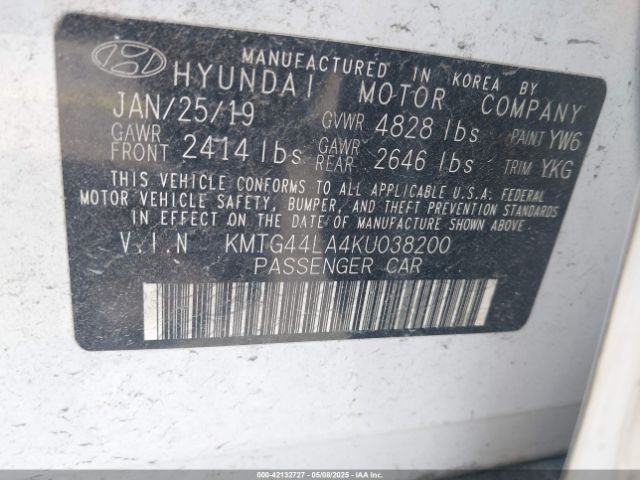 MANUFACTURED IN KOREA BY
HYUNDAI MOTOR COMPANY
JAN/25/19 GVWR 4828 lbs PAINT YW6
GAWR FRONT 2414 lbs GAWR REAR 2646 lbs TRIM YKG
THIS VEHICLE CONFORMS TO ALL APPLICABLE U.S.A. FEDERAL
MOTOR VEHICLE SAFETY, BUMPER, AND THEFT PREVENTION
STANDARDS IN EFFECT ON THE DATE OF MANUFACTURE SHOWN ABOVE.
V.I.N KMTG44LA4KU038200
PASSENGER CAR
000-42132727 05/08/2025 COPYRIGHT IAA, INC.